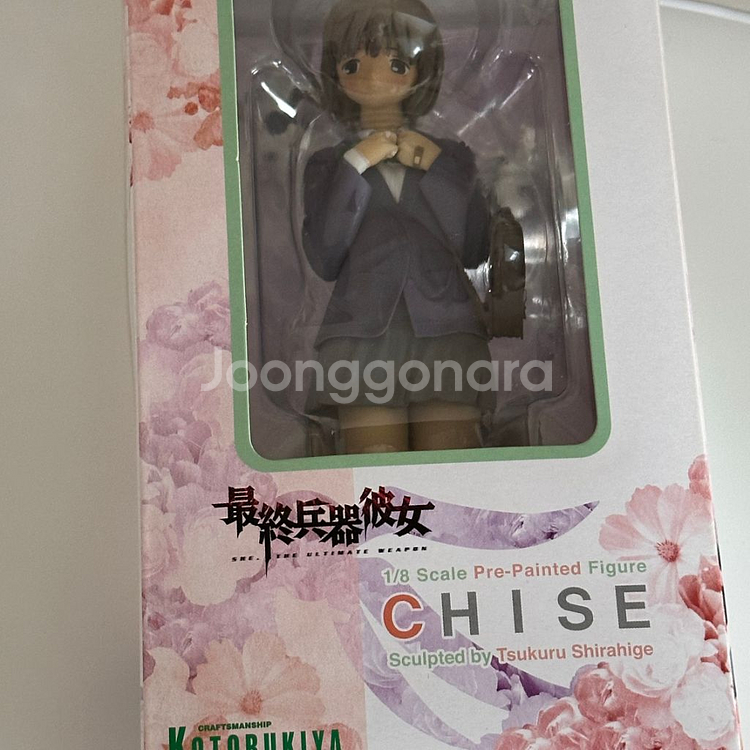 Joonggonara
最終兵器彼女
SHE, THE ULTIMATE WEAPON
1/8 Scale Pre-Painted Figure
CHISE
Sculpted by Tsukuru Shirahige
CRAFTSMANSHIP
KOTOBUKIYA